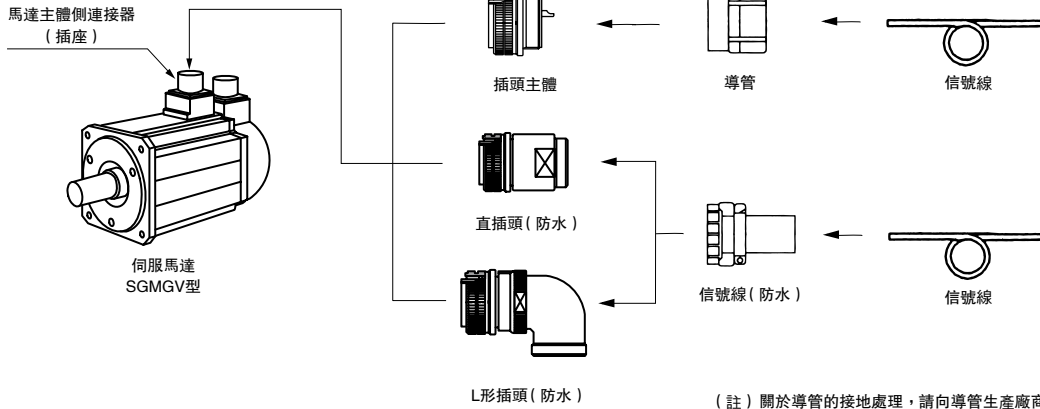 馬達主體側連接器
（插座）
插頭主體
導管
信號線
直插頭（防水）
伺服馬達
SGMGV型
信號線（防水）
信號線
L形插頭（防水）
（註）關於導管的接地處理，請向導管生產廠商